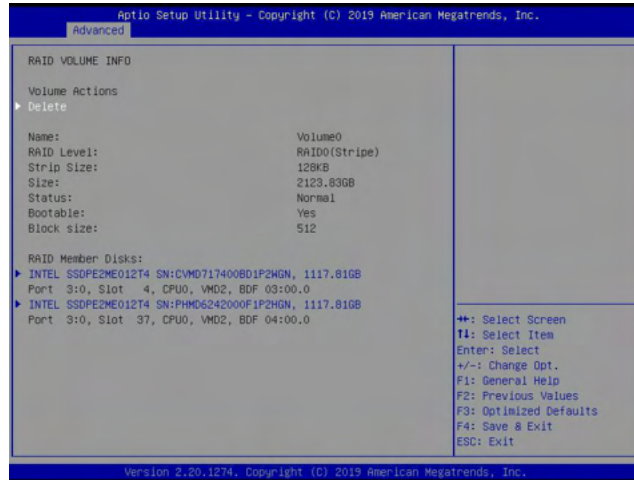 Aptio Setup Utility – Copyright (C) 2019 American Megatrends, Inc.
Advanced
RAID VOLUME INFO
Volume Actions
Delete
Name: Volume0
RAID Level: RAID0(Stripe)
Strip Size: 128KB
Size: 2123.83GB
Status: Normal
Bootable: Yes
Block size: 512
RAID Member Disks:
INTEL SSDPE2ME012T4 SN:CVMD717400BD1P2HGN, 1117.81GB
Port 3:0, Slot 4, CPU0, VMD2, BDF 03:00.0
INTEL SSDPE2ME012T4 SN:PHMD6242000F1P2HGN, 1117.81GB
Port 3:0, Slot 37, CPU0, VMD2, BDF 04:00.0
→←: Select Screen
↑↓: Select Item
Enter: Select
+/-: Change Opt.
F1: General Help
F2: Previous Values
F3: Optimized Defaults
F4: Save & Exit
ESC: Exit
Version 2.20.1274. Copyright (C) 2019 American Megatrends, Inc.